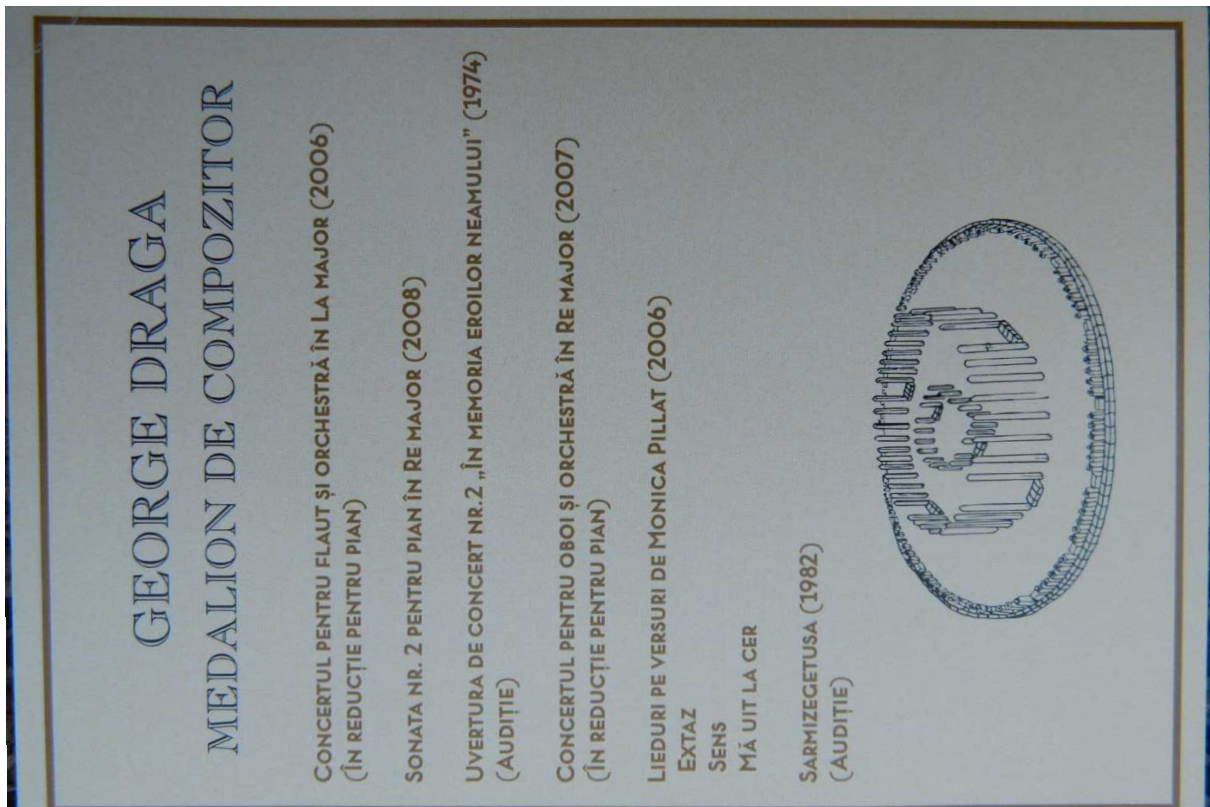 GEORGE DRAGA
MEDALION DE COMPOZITOR
CONCERTUL PENTRU FLAUT ȘI ORCHESTRĂ ÎN LA MAJOR (2006)
(ÎN REDUCȚIE PENTRU PIAN)
SONATA NR. 2 PENTRU PIAN ÎN RE MAJOR (2008)
UVERTURA DE CONCERT NR.2 „ÎN MEMORIA EROILOR NEAMULUI” (1974)
(AUDIȚIE)
CONCERTUL PENTRU OBOI ȘI ORCHESTRĂ ÎN RE MAJOR (2007)
(ÎN REDUCȚIE PENTRU PIAN)
LIEDURI PE VERSURI DE MONICA PILLAT (2006)
EXTAZ
SENS
MĂ UIT LA CER
SARMIZEGETUSA (1982)
(AUDIȚIE)